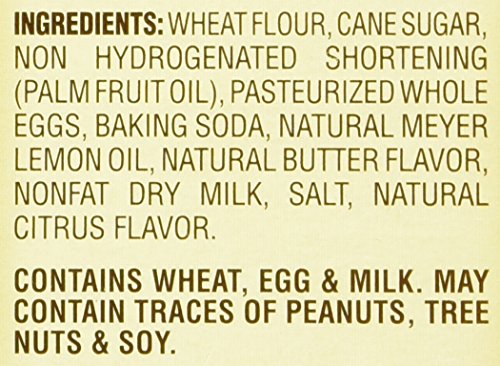 INGREDIENTS: WHEAT FLOUR, CANE SUGAR,
NON HYDROGENATED SHORTENING
(PALM FRUIT OIL), PASTEURIZED WHOLE
EGGS, BAKING SODA, NATURAL MEYER
LEMON OIL, NATURAL BUTTER FLAVOR,
NONFAT DRY MILK, SALT, NATURAL
CITRUS FLAVOR.
CONTAINS WHEAT, EGG & MILK. MAY
CONTAIN TRACES OF PEANUTS, TREE
NUTS & SOY.